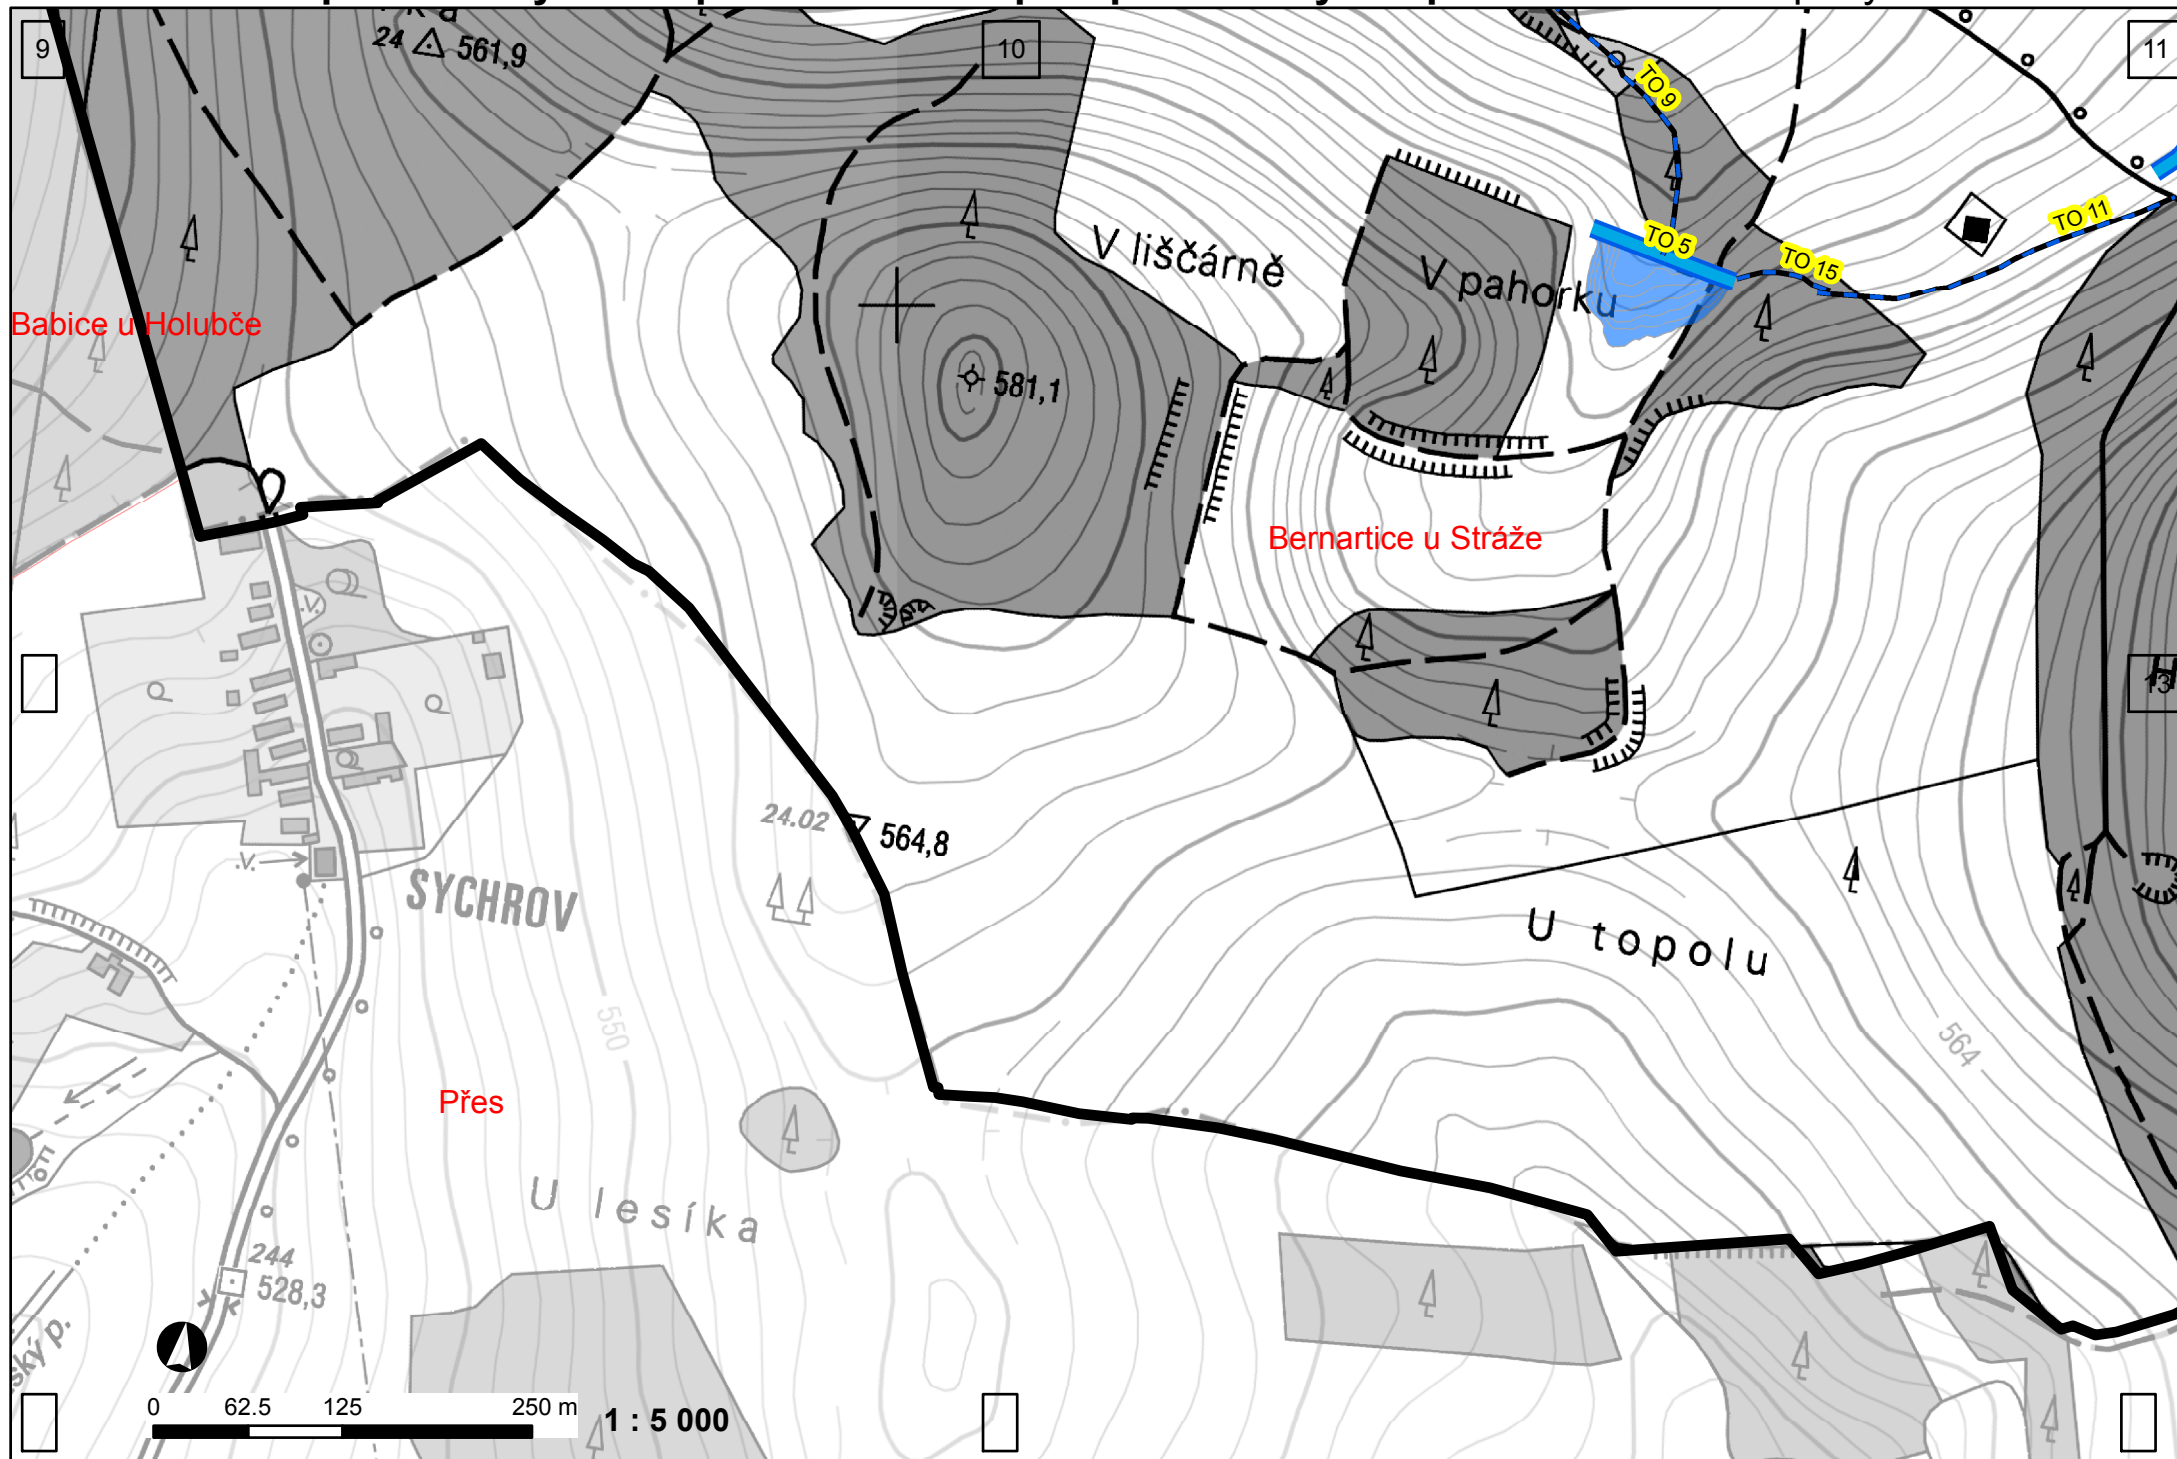 9
10
11
24
561,9
TO 9
V liščárně
V pahorku
TO 5
TO 15
TO 11
Babice u Holubče
581,1
Bernartice u Stráže
.V.
13
24.02
564,8
.V.
SYCHROV
U topolu
550
564
Přes
U lesíka
244
528,3
ský p.
0 62.5 125 250 m
1 : 5 000